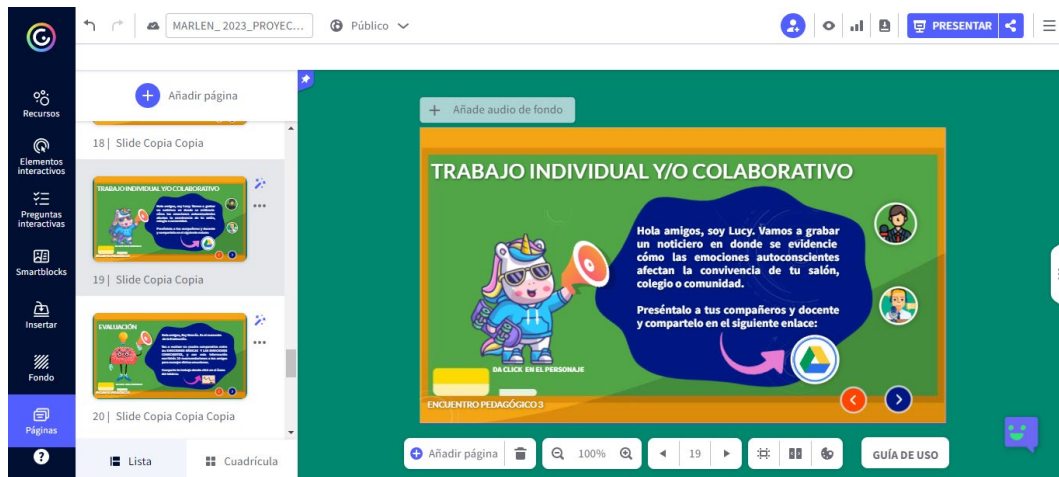 MARLEN_ 2023_PROYEC...
Público
PRESENTAR
Recursos
Elementos
interactivos
Preguntas
interactivas
Smartblocks
Insertar
Fondo
Páginas
Añadir página
18 | Slide Copia Copia
TRABAJO INDIVIDUAL Y/O COLABORATIVO
19 | Slide Copia Copia
EVALUACIÓN
20 | Slide Copia Copia Copia
Lista
Cuadrícula
+ Añade audio de fondo
TRABAJO INDIVIDUAL Y/O COLABORATIVO
Hola amigos, soy Lucy. Vamos a grabar
un noticiero en donde se evidencie
cómo las emociones autoconscientes
afectan la convivencia de tu salón,
colegio o comunidad.
Preséntalo a tus compañeros y docente
y compartelo en el siguiente enlace:
DA CLICK EN EL PERSONAJE
ENCUENTRO PEDAGÓGICO 3
Añadir página
100%
19
GUÍA DE USO